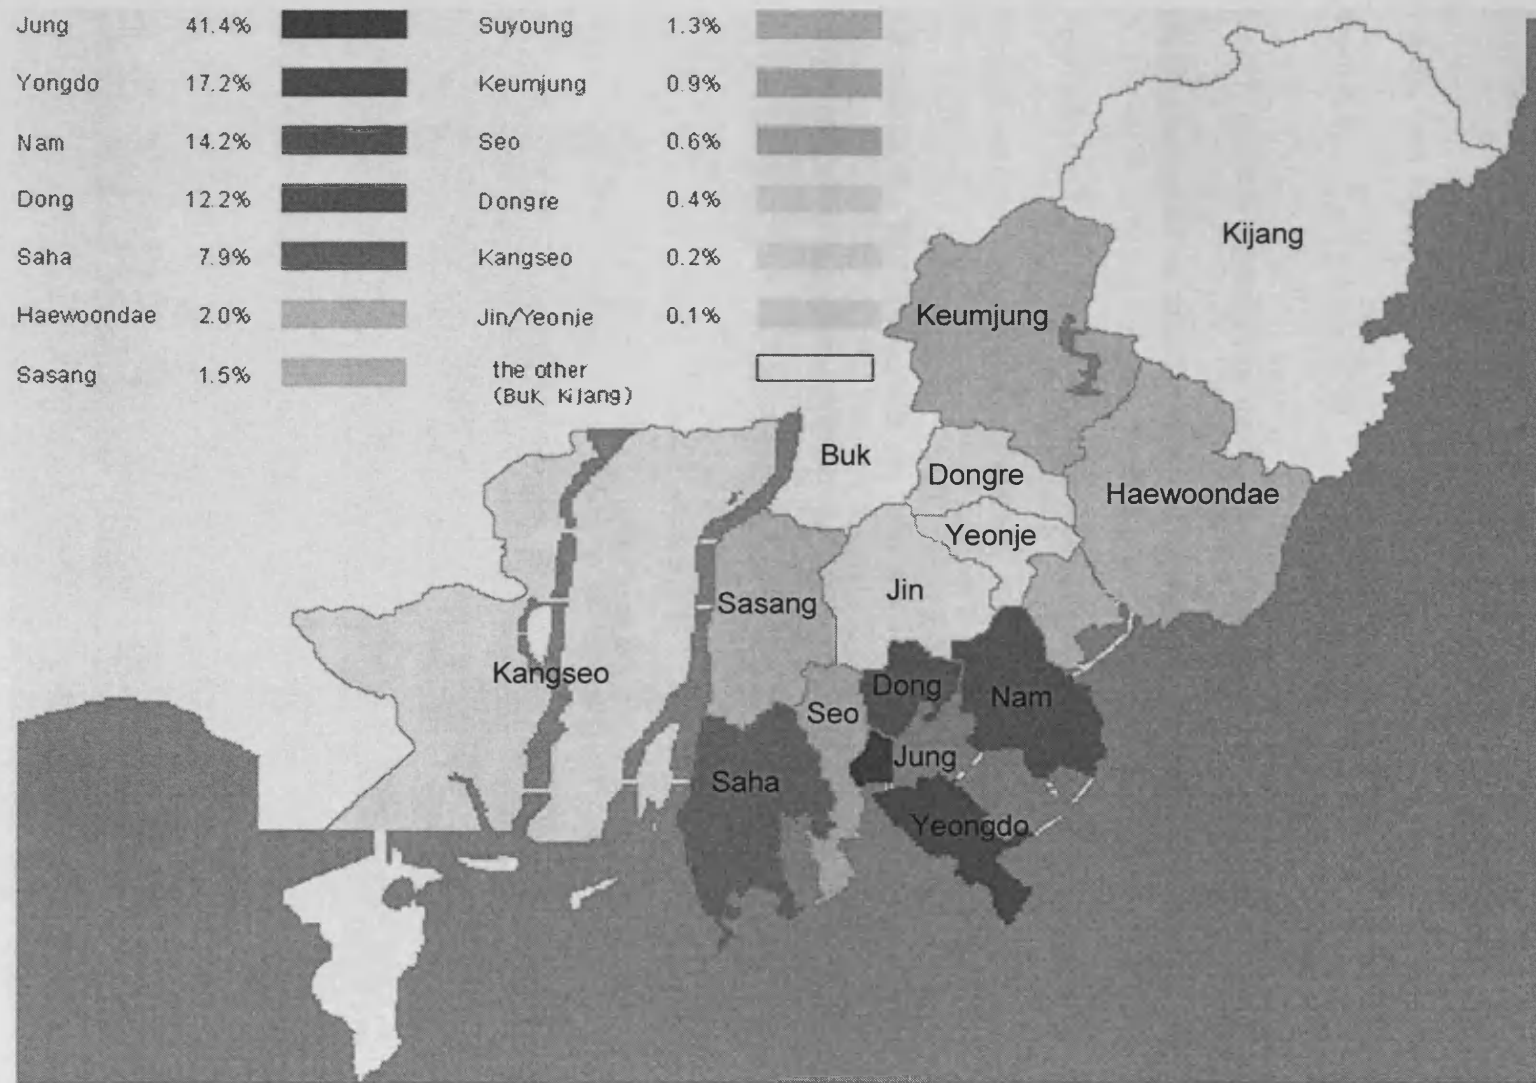 Jung 41.4%
Yongdo 17.2%
Nam 14.2%
Dong 12.2%
Saha 7.9%
Haewoondae 2.0%
Sasang 1.5%
Suyoung 1.3%
Keumjung 0.9%
Seo 0.6%
Dongre 0.4%
Kangseo 0.2%
Jin/Yeonje 0.1%
the other
(Buk, Kijang)
Kijang
Keumjung
Buk
Dongre
Haewoondae
Yeonje
Jin
Sasang
Kangseo
Dong
Nam
Seo
Jung
Saha
Yeongdo